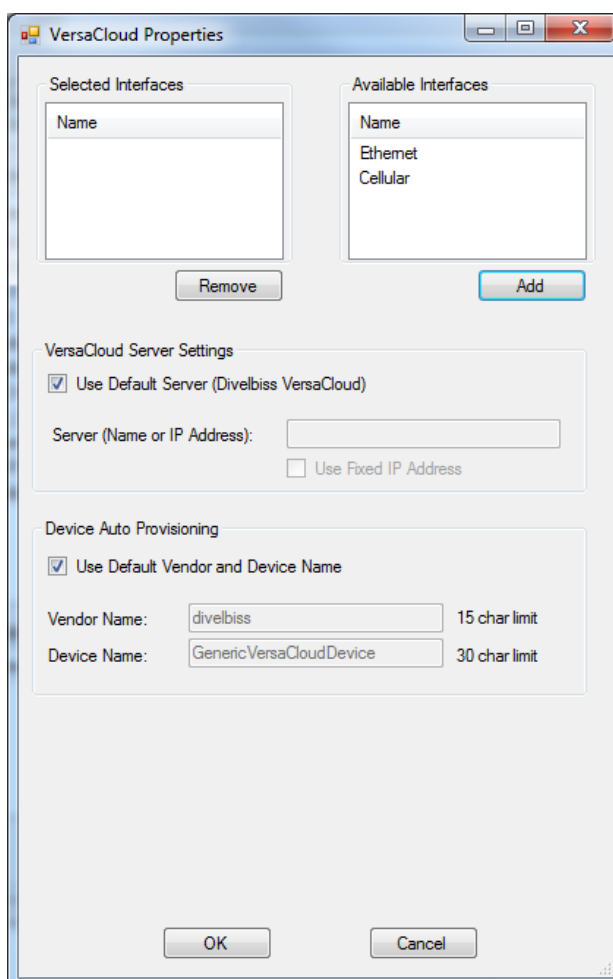 VersaCloud Properties
Selected Interfaces
Name
Available Interfaces
Name
Ethernet
Cellular
Remove
Add
VersaCloud Server Settings
Use Default Server (Divelbiss VersaCloud)
Server (Name or IP Address):
Use Fixed IP Address
Device Auto Provisioning
Use Default Vendor and Device Name
Vendor Name: divelbiss 15 char limit
Device Name: GenericVersaCloudDevice 30 char limit
OK
Cancel